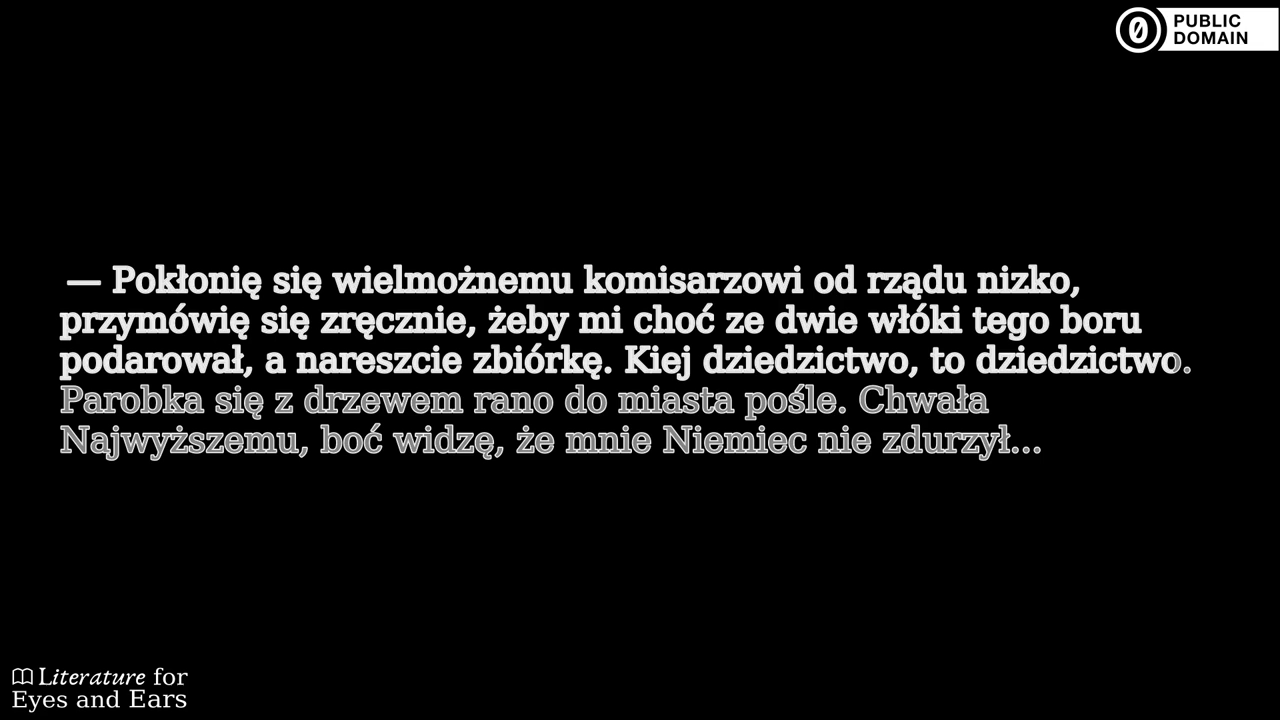 PUBLIC
DOMAIN
— Pokłonię się wielmożnemu komisarzowi od rządu nizko,
przymówię się zręcznie, żeby mi choć ze dwie włóki tego boru
podarował, a nareszcie zbiórkę. Kiej dziedzictwo, to dziedzictwo.
Parobka się z drzewem rano do miasta pośle. Chwała
Najwyższemu, boć widzę, że mnie Niemiec nie zdurzył...
Literature for
Eyes and Ears